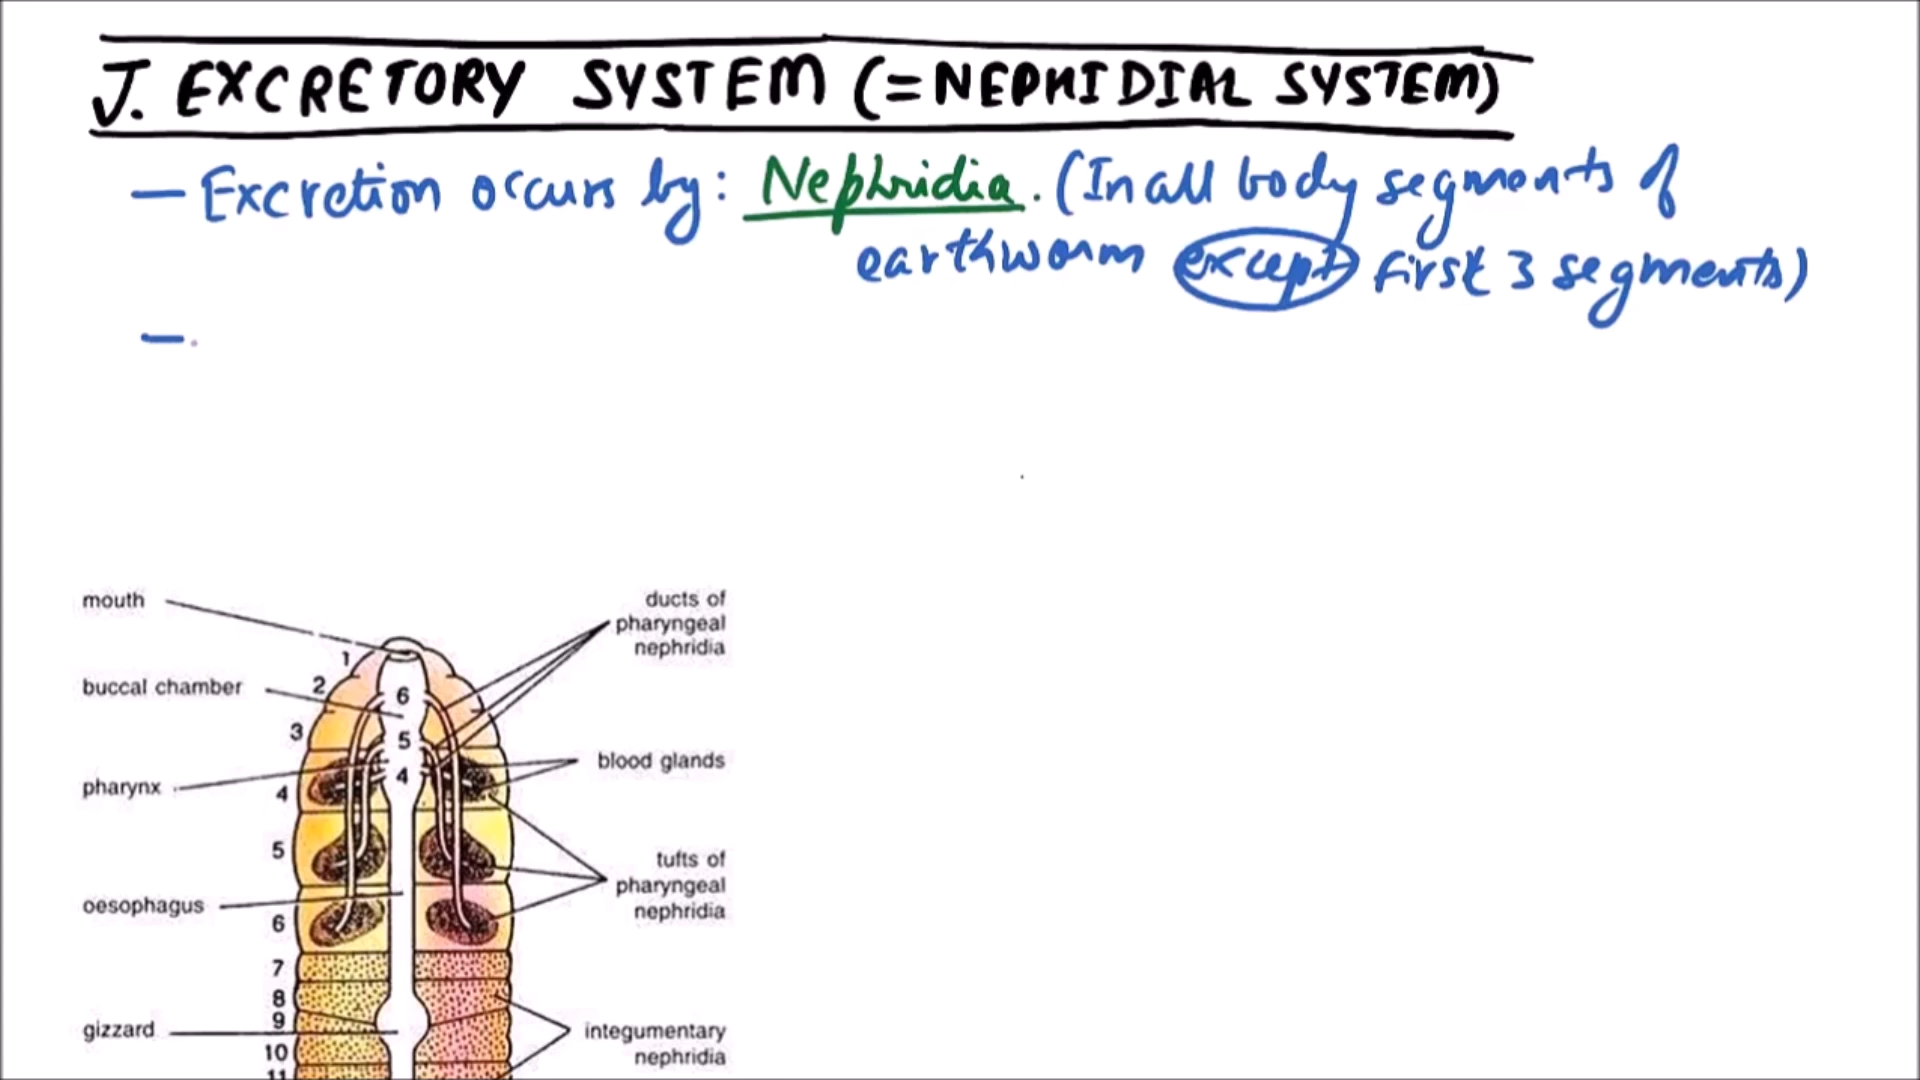 J. EXCRETORY SYSTEM (=NEPHIDIAL SYSTEM)
— Excretion occurs by: Nephridia. (In all body segments of
earthworm except first 3 segments)
—
mouth
ducts of
pharyngeal
nephridia
1
buccal chamber
2
6
3
5
4
blood glands
pharynx
4
5
tufts of
pharyngeal
nephridia
oesophagus
6
7
8
9
gizzard
integumentary
nephridia
10
11